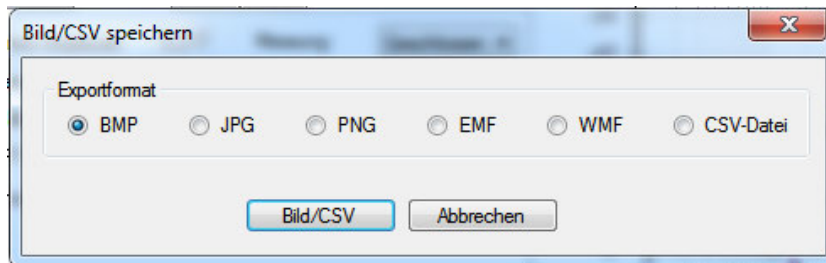 Bild/CSV speichern
Exportformat
BMP JPG PNG EMF WMF CSV-Datei
Bild/CSV Abbrechen